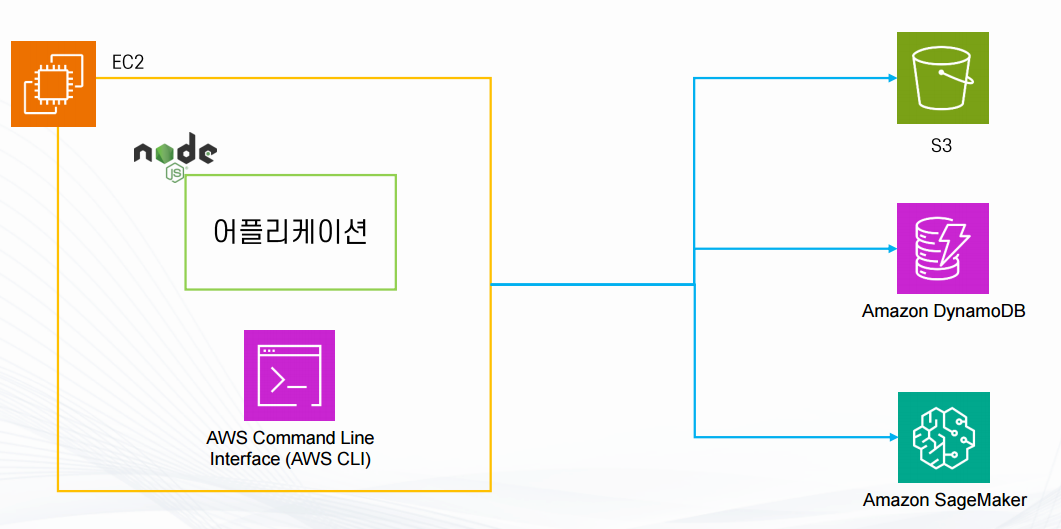 EC2
node
JS
어플리케이션
AWS Command Line
Interface (AWS CLI)
S3
Amazon DynamoDB
Amazon SageMaker